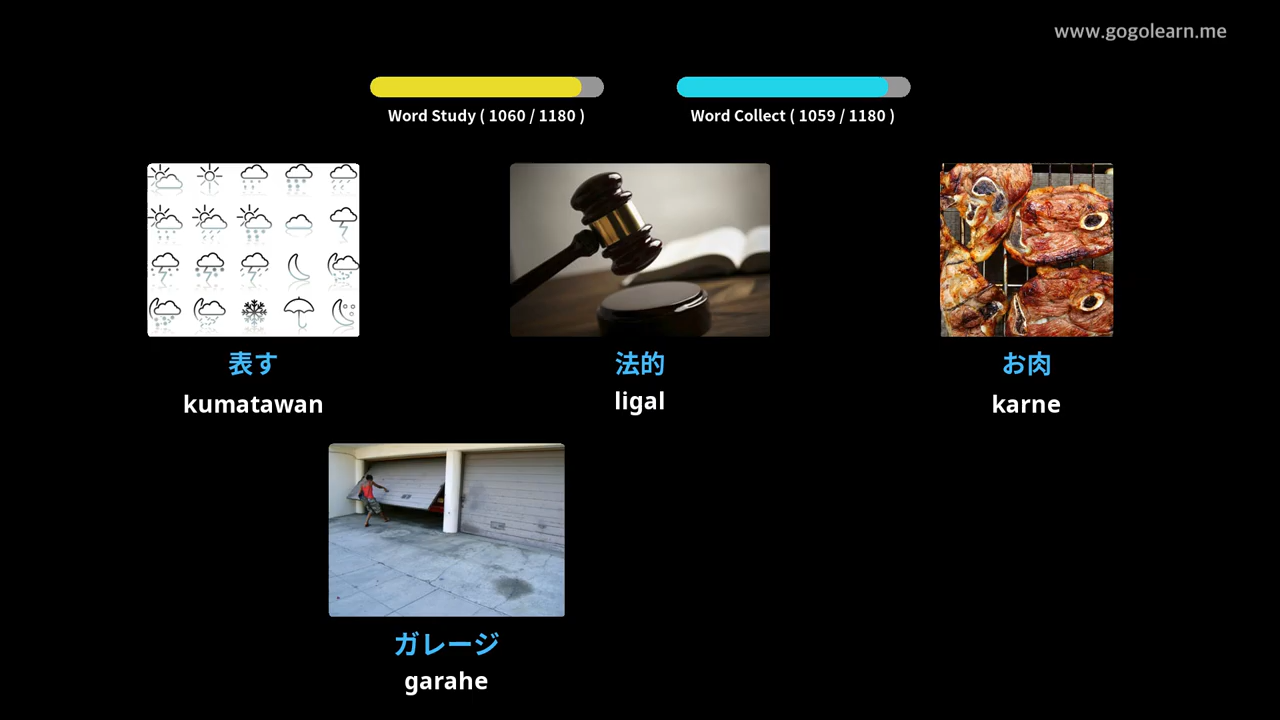 www.gogolearn.me
Word Study ( 1060 / 1180 )
Word Collect ( 1059 / 1180 )
表す
kumatawan
法的
ligal
お肉
karne
ガレージ
garahe